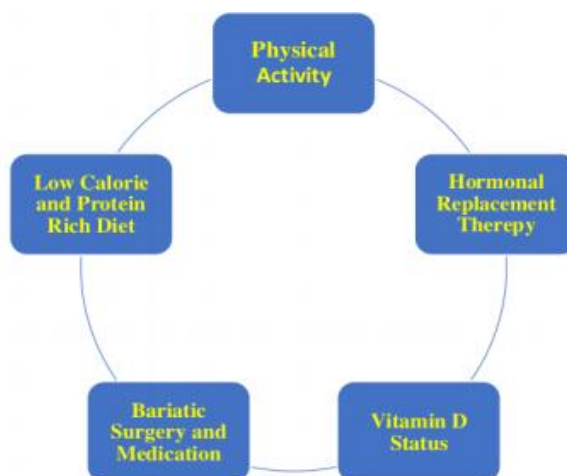 Physical
Activity
Low Calorie
and Protein
Rich Diet
Hormonal
Replacement
Therepy
Bariatic
Surgery and
Medication
Vitamin D
Status